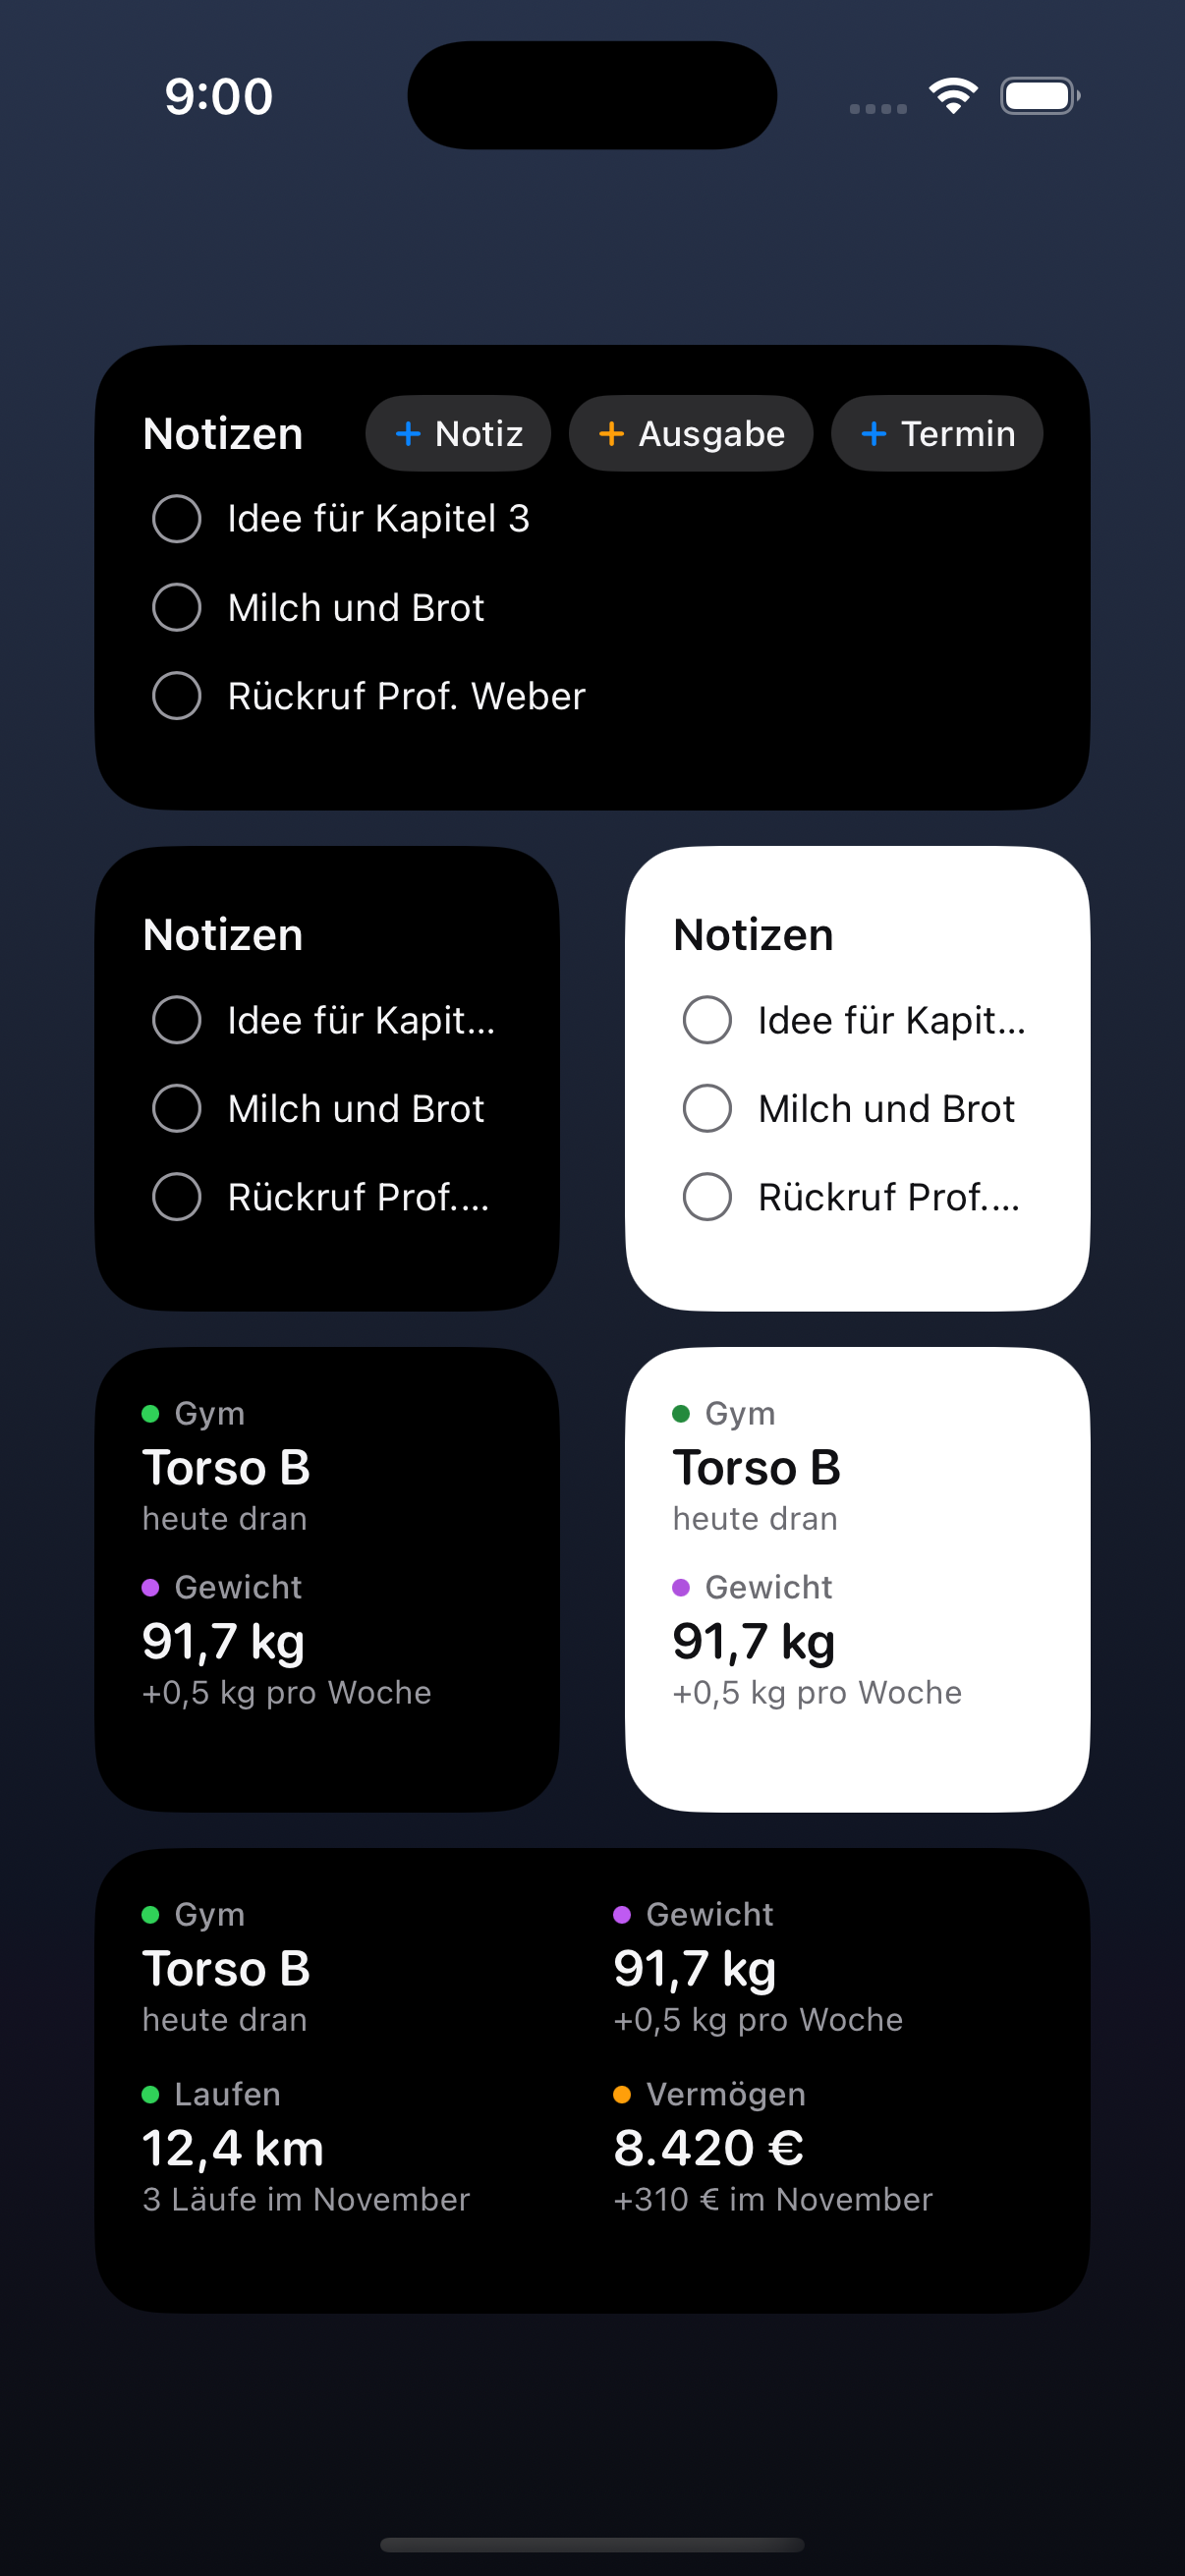 9:00
Notizen + Notiz + Ausgabe + Termin
Idee für Kapitel 3
Milch und Brot
Rückruf Prof. Weber
Notizen
Idee für Kapit...
Milch und Brot
Rückruf Prof....
Notizen
Idee für Kapit...
Milch und Brot
Rückruf Prof....
Gym
Torso B
heute dran
Gewicht
91,7 kg
+0,5 kg pro Woche
Gym
Torso B
heute dran
Gewicht
91,7 kg
+0,5 kg pro Woche
Gym
Torso B
heute dran
Gewicht
91,7 kg
+0,5 kg pro Woche
Laufen
12,4 km
3 Läufe im November
Vermögen
8.420 €
+310 € im November